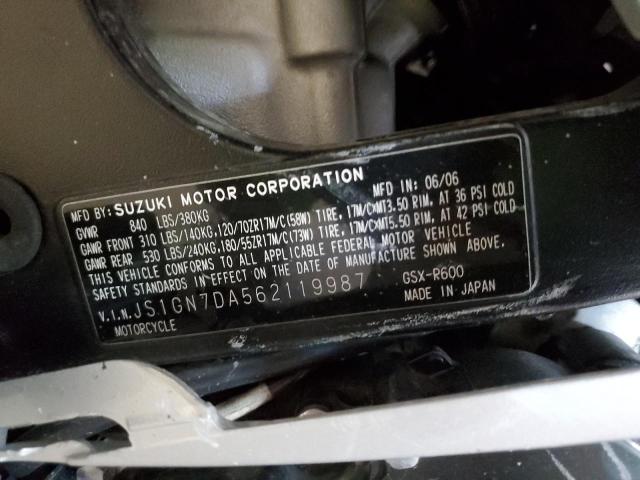 MFD BY: SUZUKI MOTOR CORPORATION MFD IN: 06/06
GVWR 840 LBS/380KG
GAWR FRONT 310 LBS/140KG,120/70ZR17M/C(58W) TIRE, 17M/CxMT3.50 RIM, AT 36 PSI COLD
GAWR REAR 530 LBS/240KG,180/55ZR17M/C(73W) TIRE, 17M/CxMT5.50 RIM, AT 42 PSI COLD
THIS VEHICLE CONFORMS TO ALL APPLICABLE FEDERAL MOTOR VEHICLE
SAFETY STANDARDS IN EFFECT ON THE DATE OF MANUFACTURE SHOWN ABOVE.
V.I.N. JS1GN7DA562119987 GSX-R600
MOTORCYCLE MADE IN JAPAN